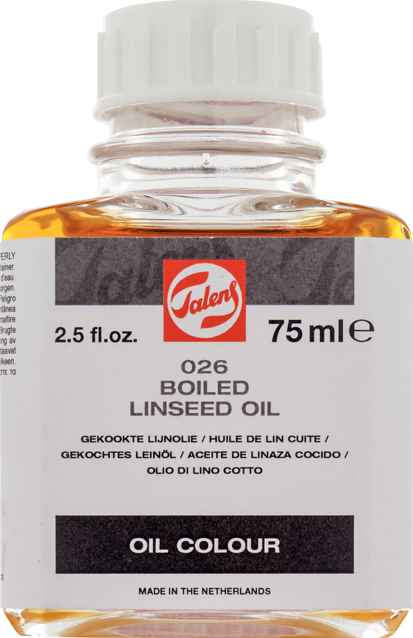 Talens
2.5 fl.oz.
75 ml e
026
BOILED
LINSEED OIL
GEKOOKTE LIJNOLIE / HUILE DE LIN CUITE /
GEKOCHTES LEINÖL / ACEITE DE LINAZA COCIDO /
OLIO DI LINO COTTO
OIL COLOUR
MADE IN THE NETHERLANDS